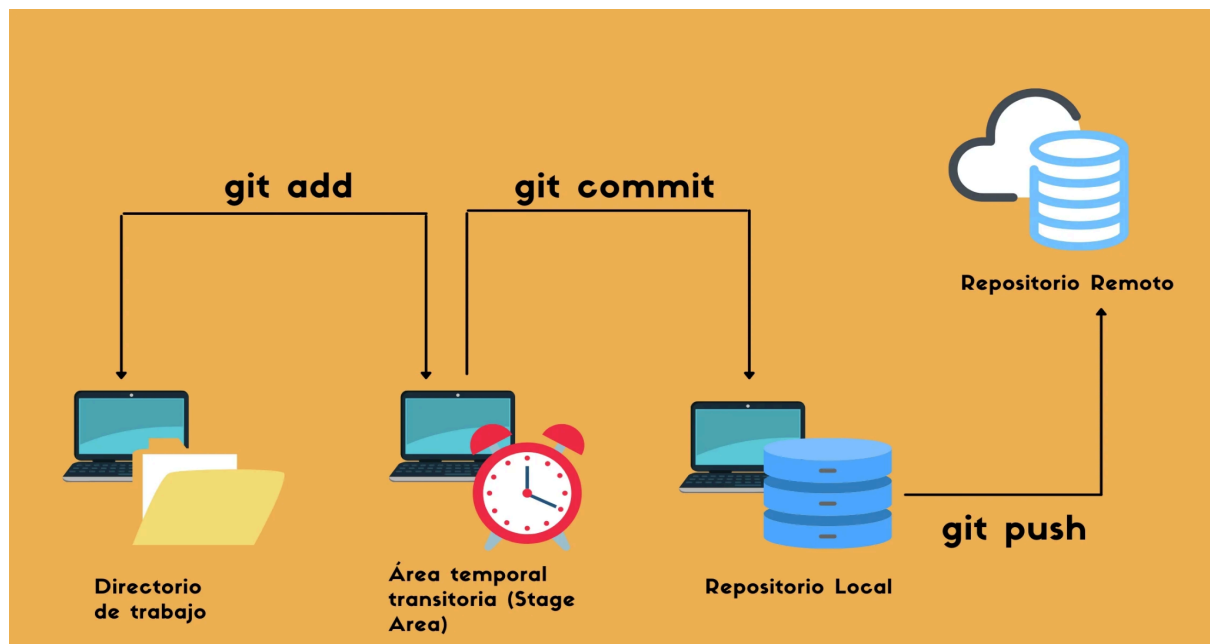 git add
git commit
Repositorio Remoto
git push
Directorio
de trabajo
Área temporal
transitoria (Stage
Area)
Repositorio Local